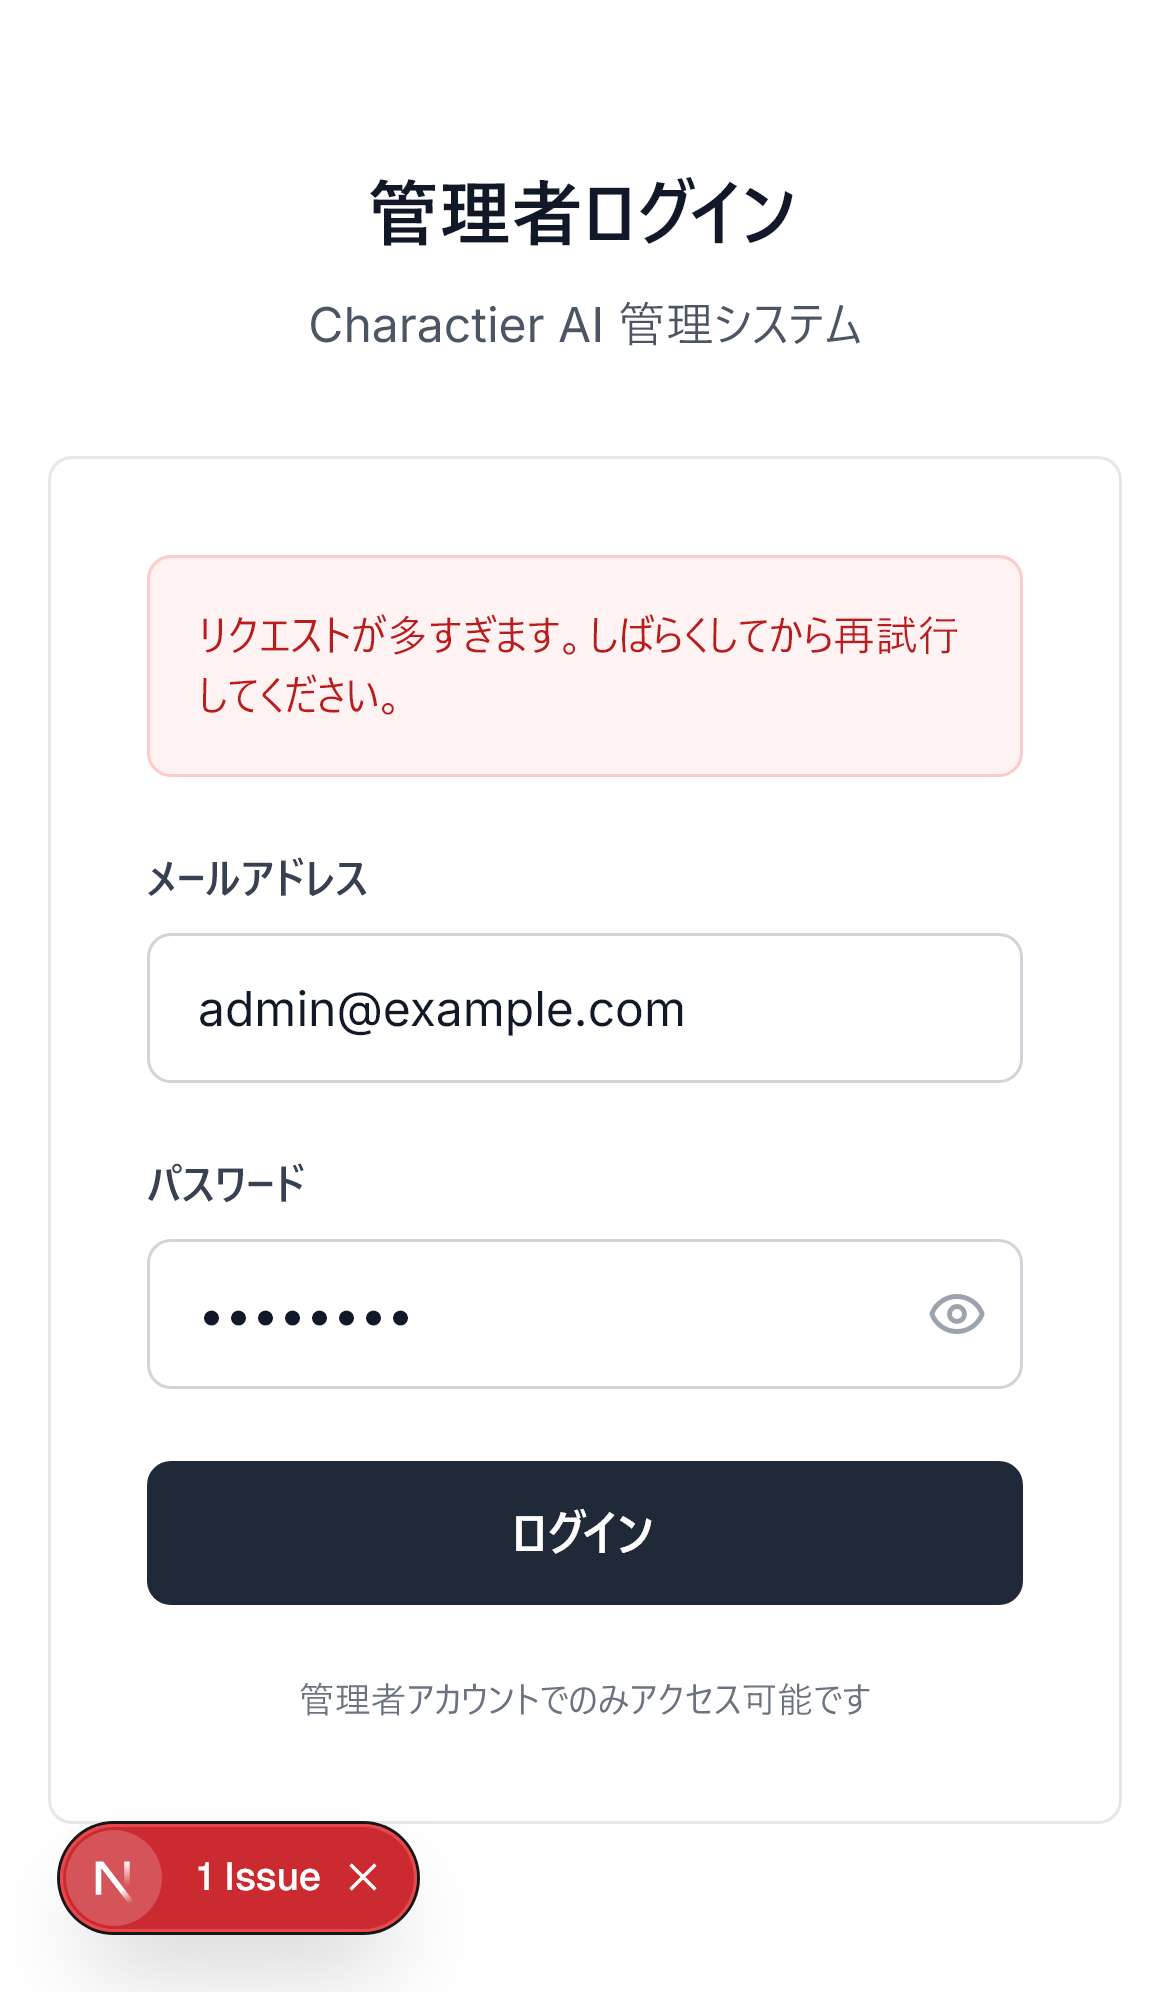 管理者ログイン
Charactier AI 管理システム
リクエストが多すぎます。しばらくしてから再試行
してください。
メールアドレス
admin@example.com
パスワード
••••••••
ログイン
管理者アカウントでのみアクセス可能です
N 1 Issue